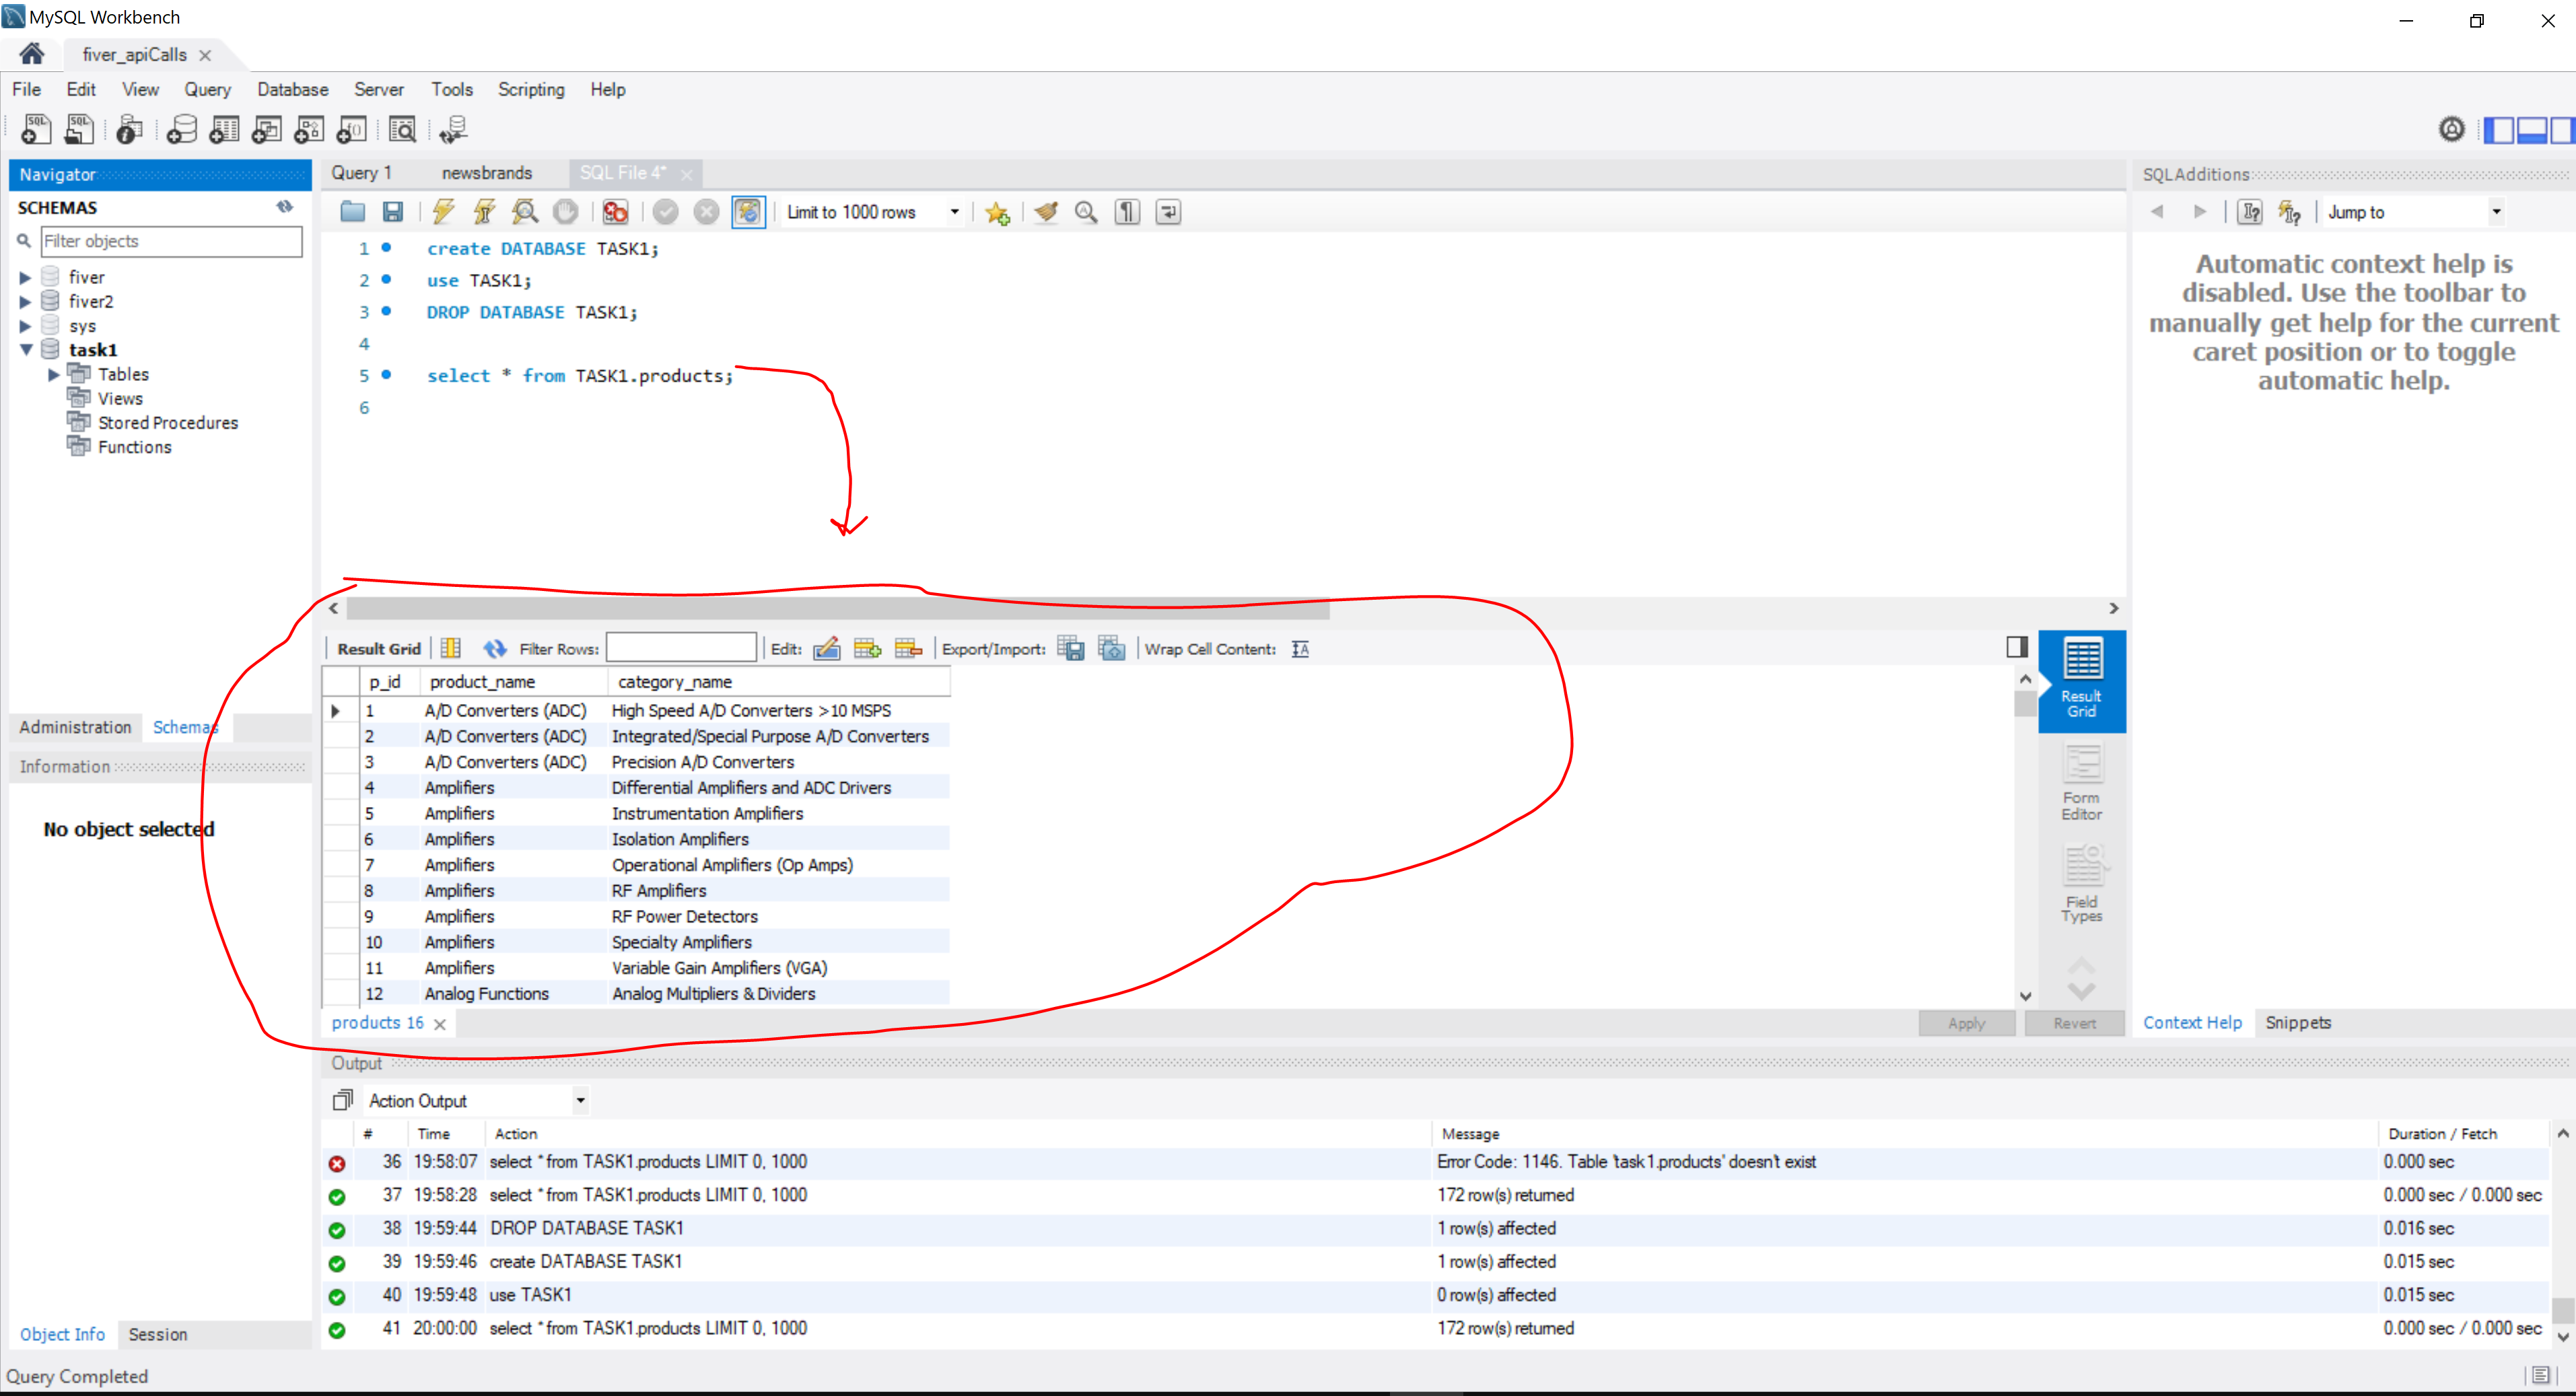 MySQL Workbench
fiver_apiCalls
File Edit View Query Database Server Tools Scripting Help
Navigator
SCHEMAS
Filter objects
fiver
fiver2
sys
task1
Tables
Views
Stored Procedures
Functions
Administration Schemas
Information
No object selected
Object Info Session
Query 1 newsbrands SQL File 4*
Limit to 1000 rows
1 create DATABASE TASK1;
2 use TASK1;
3 DROP DATABASE TASK1;
4
5 select * from TASK1.products;
6
Result Grid Filter Rows: Edit: Export/Import: Wrap Cell Content:
p_id product_name category_name
1 A/D Converters (ADC) High Speed A/D Converters >10 MSPS
2 A/D Converters (ADC) Integrated/Special Purpose A/D Converters
3 A/D Converters (ADC) Precision A/D Converters
4 Amplifiers Differential Amplifiers and ADC Drivers
5 Amplifiers Instrumentation Amplifiers
6 Amplifiers Isolation Amplifiers
7 Amplifiers Operational Amplifiers (Op Amps)
8 Amplifiers RF Amplifiers
9 Amplifiers RF Power Detectors
10 Amplifiers Specialty Amplifiers
11 Amplifiers Variable Gain Amplifiers (VGA)
12 Analog Functions Analog Multipliers & Dividers
Result
Grid
Form
Editor
Field
Types
products 16
Apply Revert
SQLAdditions
Jump to
Automatic context help is
disabled. Use the toolbar to
manually get help for the current
caret position or to toggle
automatic help.
Context Help Snippets
Output
Action Output
# Time Action Message Duration / Fetch
36 19:58:07 select * from TASK1.products LIMIT 0, 1000 Error Code: 1146. Table 'task1.products' doesn't exist 0.000 sec
37 19:58:28 select * from TASK1.products LIMIT 0, 1000 172 row(s) returned 0.000 sec / 0.000 sec
38 19:59:44 DROP DATABASE TASK1 1 row(s) affected 0.016 sec
39 19:59:46 create DATABASE TASK1 1 row(s) affected 0.015 sec
40 19:59:48 use TASK1 0 row(s) affected 0.015 sec
41 20:00:00 select * from TASK1.products LIMIT 0, 1000 172 row(s) returned 0.000 sec / 0.000 sec
Query Completed